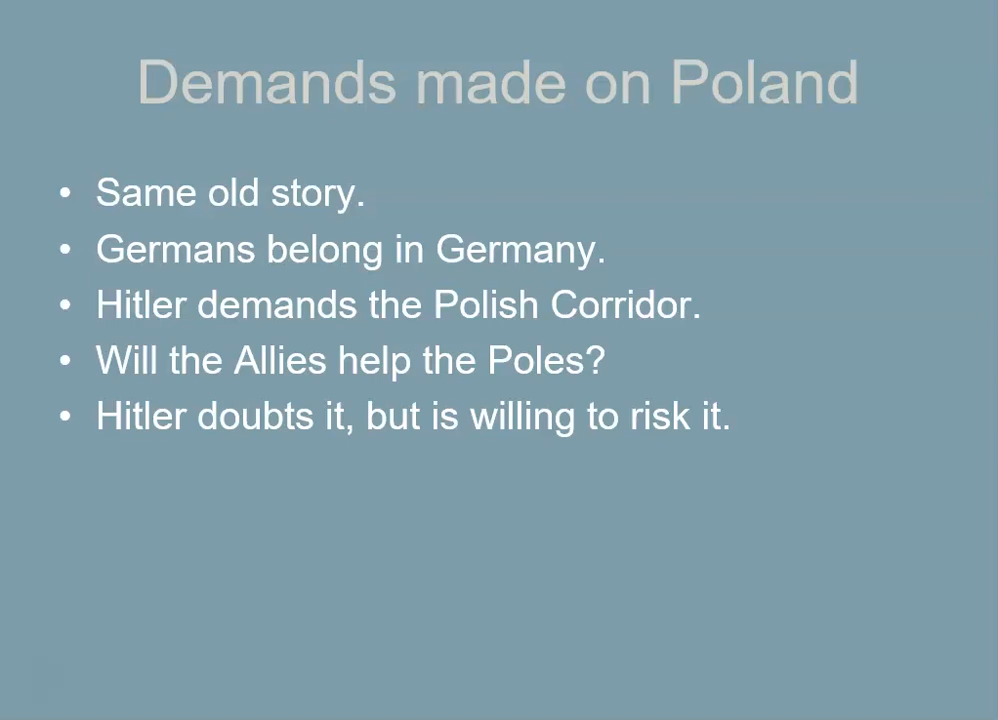 Demands made on Poland
• Same old story.
• Germans belong in Germany.
• Hitler demands the Polish Corridor.
• Will the Allies help the Poles?
• Hitler doubts it, but is willing to risk it.